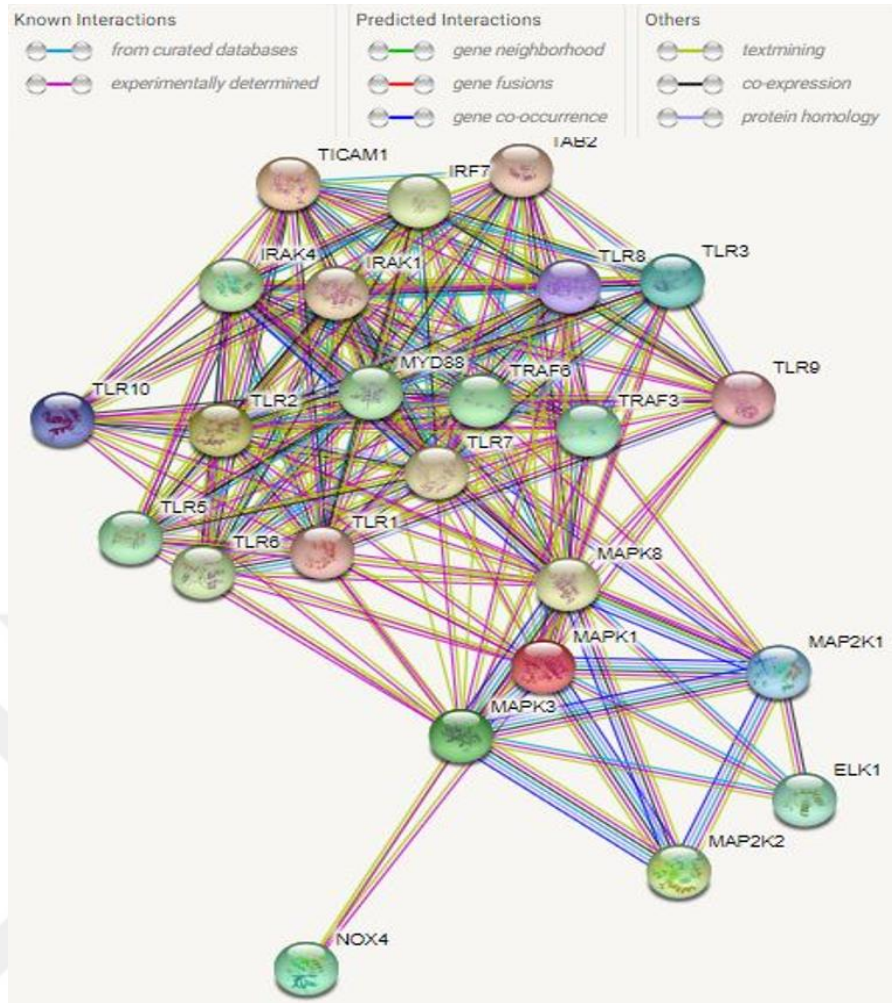 Known Interactions
Predicted Interactions
Others
from curated databases
gene neighborhood
textmining
experimentally determined
gene fusions
co-expression
gene co-occurrence
protein homology
TAB2
TICAM1
IRF7
TLR3
IRAK4
IRAK1
TLR8
MYD88
TRAF6
TLR9
TLR10
TLR2
TRAF3
TLR7
TLR5
TLR1
TLR6
MAPK8
MAPK1
MAP2K1
MAPK3
ELK1
MAP2K2
NOX4